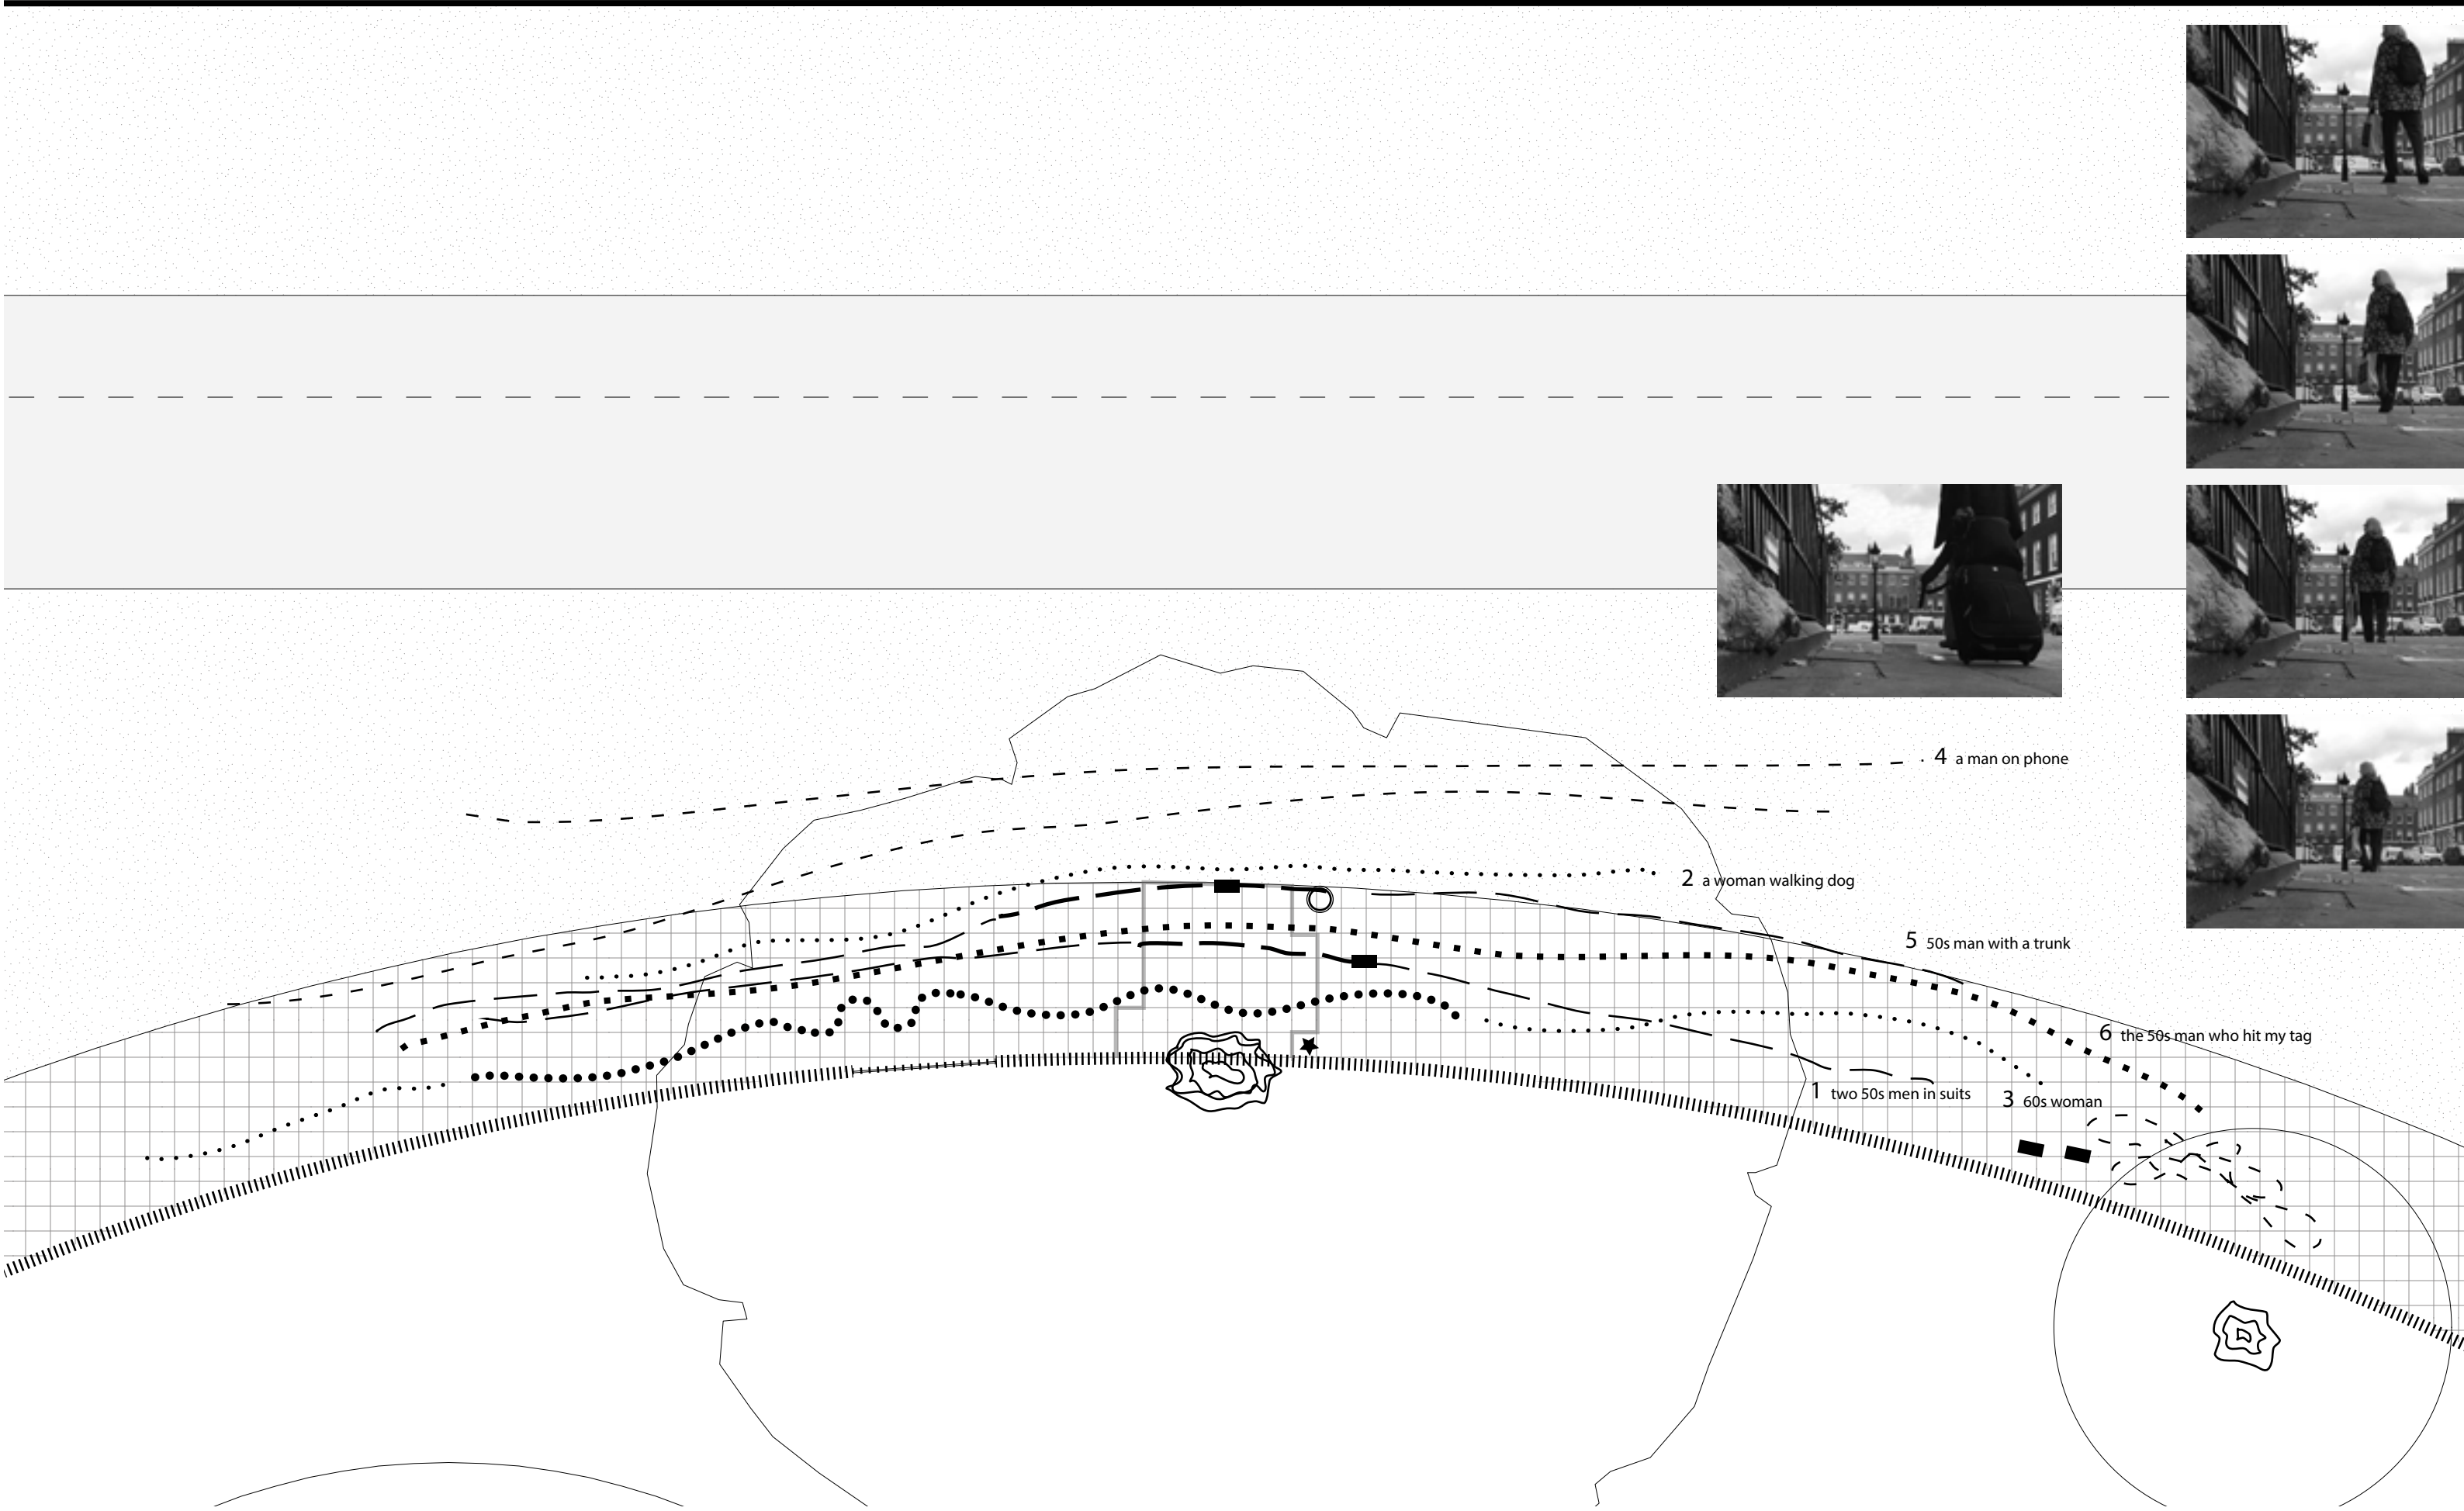 4 a man on phone
2 a woman walking dog
5 50s man with a trunk
6 the 50s man who hit my tag
1 two 50s men in suits
3 60s woman